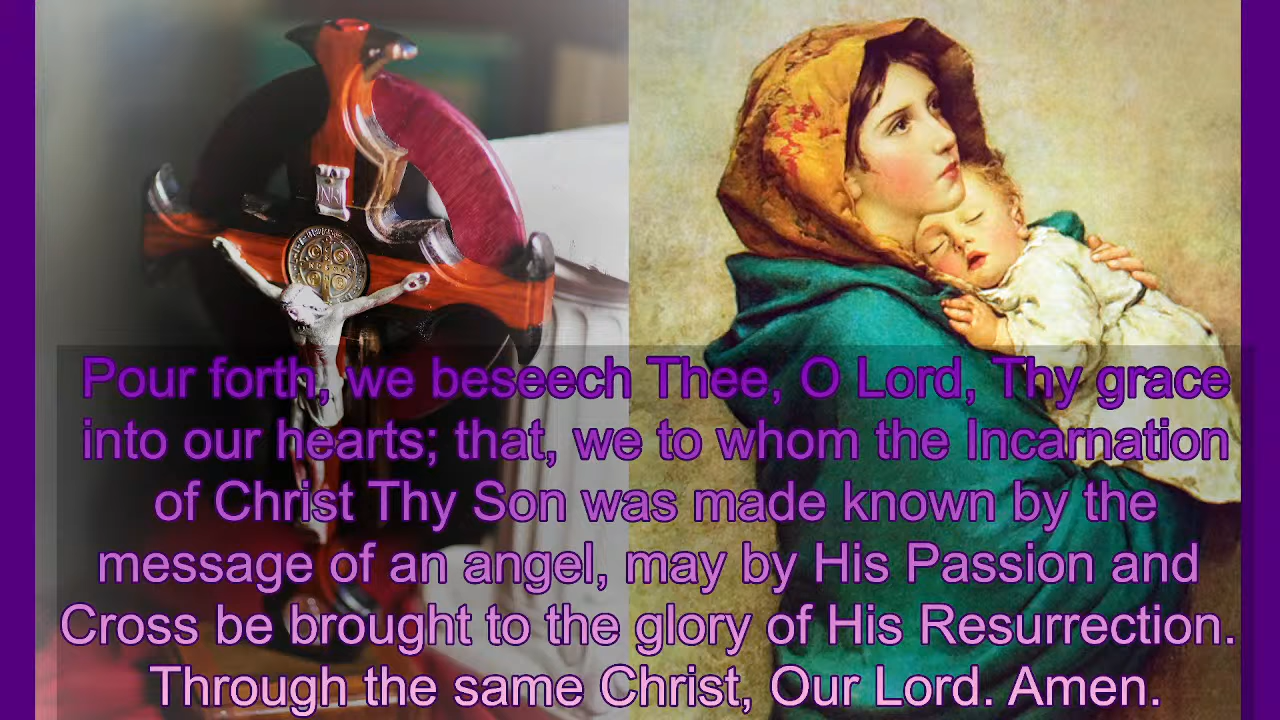 INRI
Pour forth, we beseech Thee, O Lord, Thy grace
into our hearts; that, we to whom the Incarnation
of Christ Thy Son was made known by the
message of an angel, may by His Passion and
Cross be brought to the glory of His Resurrection.
Through the same Christ, Our Lord. Amen.